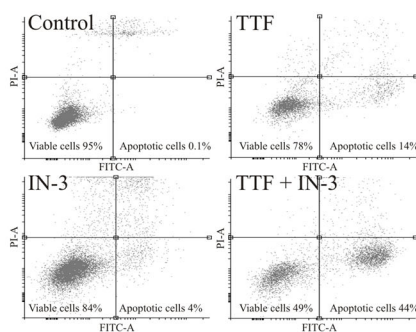 Control
PI-A
Viable cells 95%
Apoptotic cells 0.1%
FITC-A
TTF
PI-A
Viable cells 78%
Apoptotic cells 14%
FITC-A
IN-3
PI-A
Viable cells 84%
Apoptotic cells 4%
FITC-A
TTF + IN-3
PI-A
Viable cells 49%
Apoptotic cells 44%
FITC-A